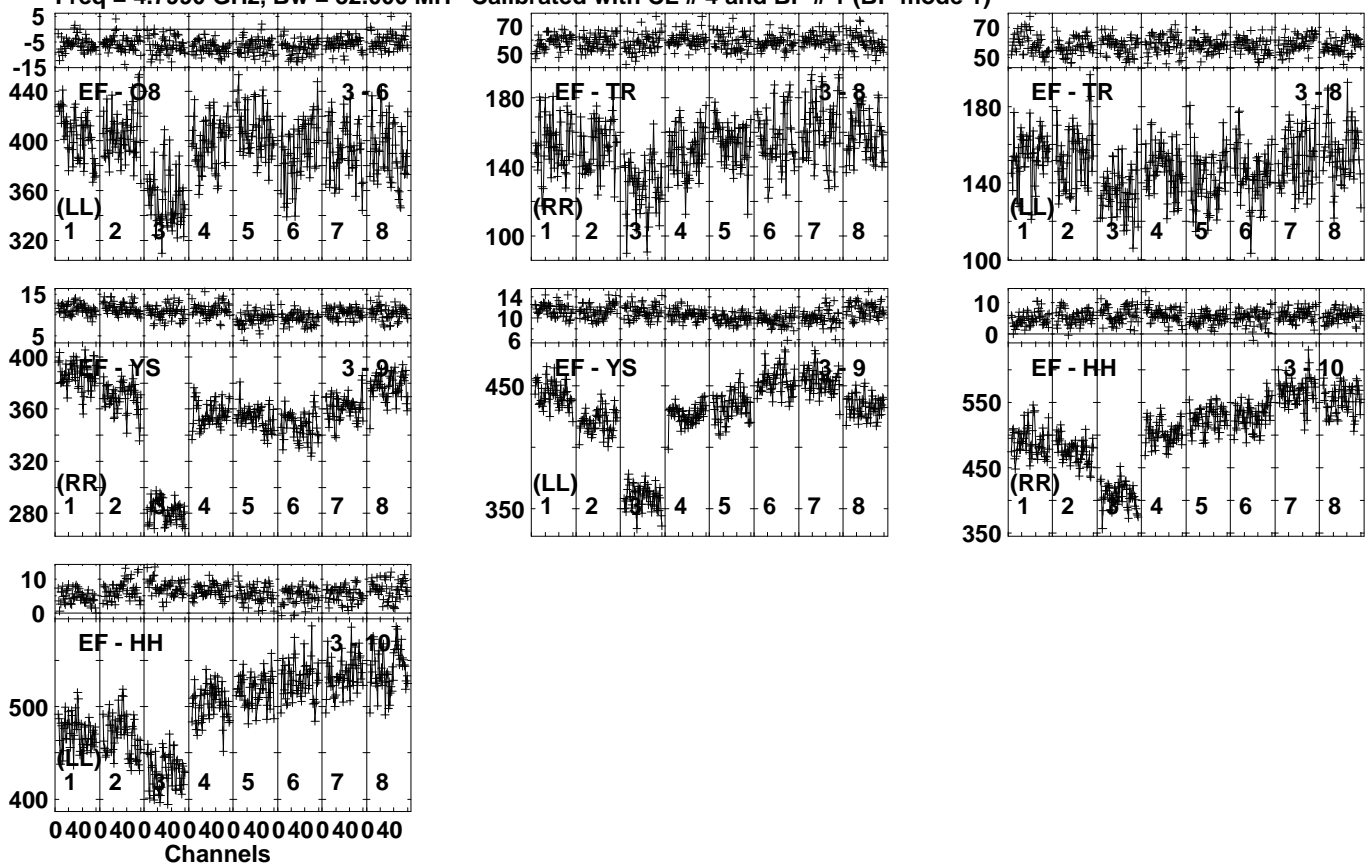 5
-5
-15
EF - O8 3 - 6
440
400
360
320
(LL)
1 2 3 4 5 6 7 8
70
50
EF - TR 3 - 8
180
140
100
(RR)
1 2 3 4 5 6 7 8
70
50
EF - TR 3 - 8
180
140
100
(LL)
1 2 3 4 5 6 7 8
15
5
EF - YS 3 - 9
400
360
320
280
(RR)
1 2 3 4 5 6 7 8
14
10
6
EF - YS 3 - 9
450
350
(LL)
1 2 3 4 5 6 7 8
10
0
EF - HH 3 - 10
550
450
350
(RR)
1 2 3 4 5 6 7 8
10
0
EF - HH 3 - 10
500
400
(LL)
1 2 3 4 5 6 7 8
0 40 0 40 0 40 0 40 0 40 0 40 0 40 0 40
Channels